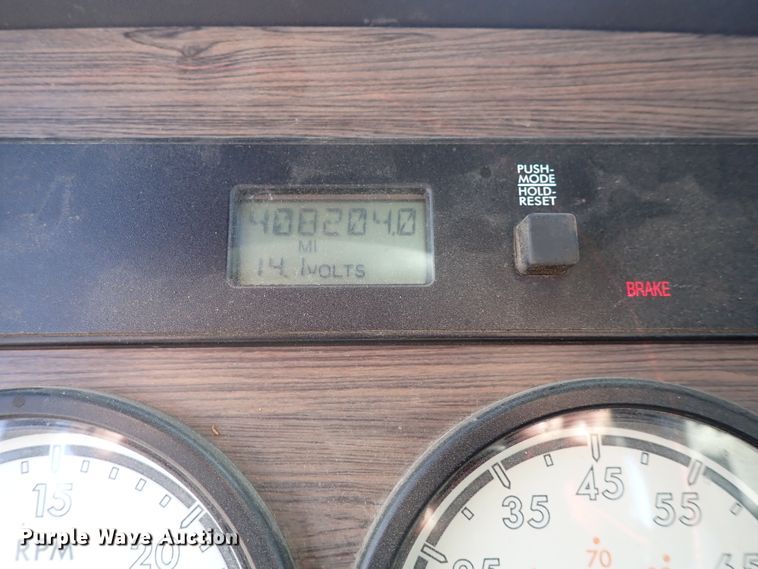 PUSH-
MODE
HOLD-
RESET
408204.0
MI
14.1VOLTS
BRAKE
15
20
RPM
35
45
55
65
70
Purple Wave Auction